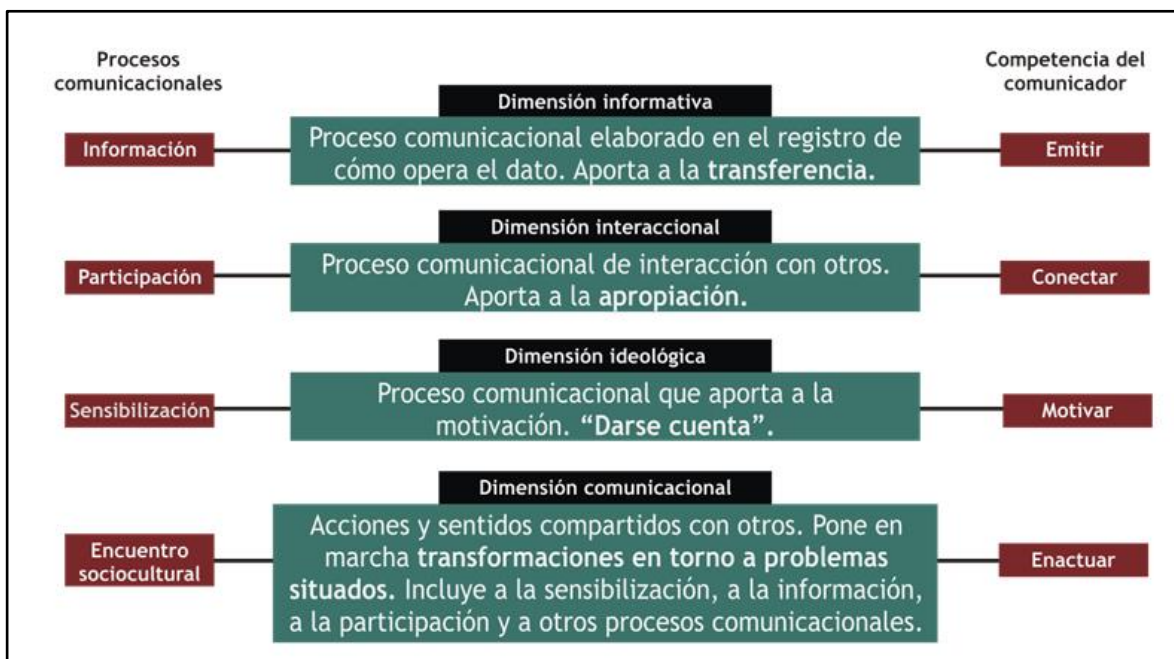 Procesos
comunicacionales
Competencia del
comunicador
Dimensión informativa
Información
Proceso comunicacional elaborado en el registro de
cómo opera el dato. Aporta a la transferencia.
Emitir
Dimensión interaccional
Participación
Proceso comunicacional de interacción con otros.
Aporta a la apropiación.
Conectar
Dimensión ideológica
Sensibilización
Proceso comunicacional que aporta a la
motivación. “Darse cuenta”.
Motivar
Dimensión comunicacional
Encuentro
sociocultural
Acciones y sentidos compartidos con otros. Pone en
marcha transformaciones en torno a problemas
situados. Incluye a la sensibilización, a la información,
a la participación y a otros procesos comunicacionales.
Enactuar